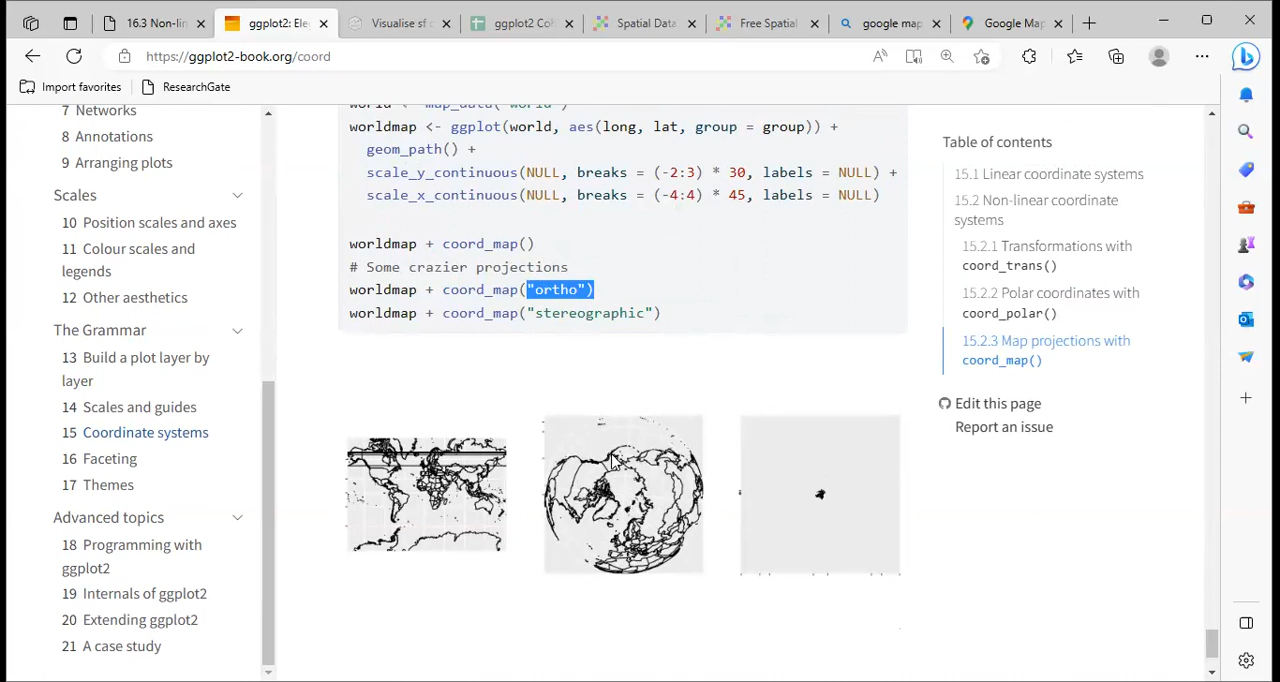 16.3 Non-lin
ggplot2: Ele
Visualise sf c
ggplot2 Col
Spatial Data
Free Spatial
google map
Google Map
https://ggplot2-book.org/coord
Import favorites
ResearchGate
7 Networks
8 Annotations
9 Arranging plots
Scales
10 Position scales and axes
11 Colour scales and
legends
12 Other aesthetics
The Grammar
13 Build a plot layer by
layer
14 Scales and guides
15 Coordinate systems
16 Faceting
17 Themes
Advanced topics
18 Programming with
ggplot2
19 Internals of ggplot2
20 Extending ggplot2
21 A case study
world <- map_data("world")
worldmap <- ggplot(world, aes(long, lat, group = group)) +
geom_path() +
scale_y_continuous(NULL, breaks = (-2:3) * 30, labels = NULL) +
scale_x_continuous(NULL, breaks = (-4:4) * 45, labels = NULL)
worldmap + coord_map()
# Some crazier projections
worldmap + coord_map("ortho")
worldmap + coord_map("stereographic")
Table of contents
15.1 Linear coordinate systems
15.2 Non-linear coordinate
systems
15.2.1 Transformations with
coord_trans()
15.2.2 Polar coordinates with
coord_polar()
15.2.3 Map projections with
coord_map()
Edit this page
Report an issue